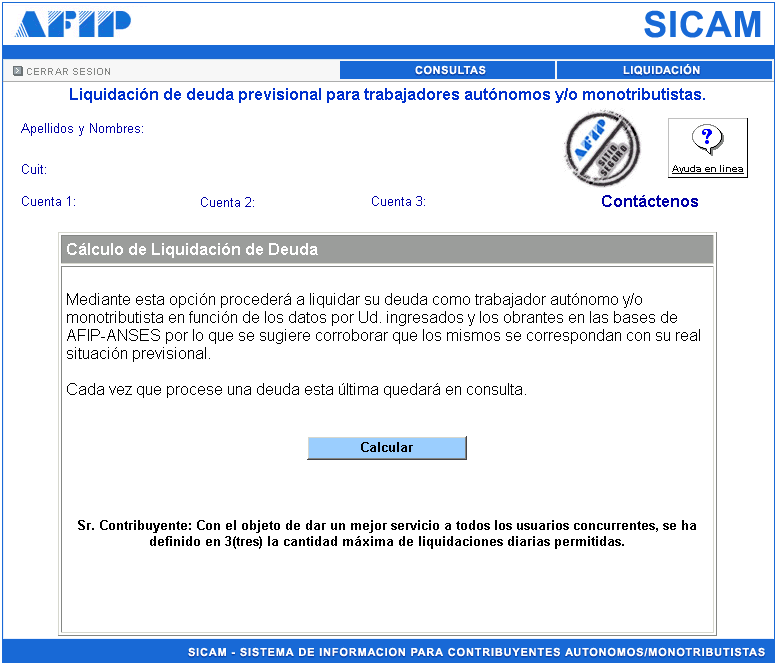 AFIP
SICAM
CERRAR SESION
CONSULTAS
LIQUIDACIÓN
Liquidación de deuda previsional para trabajadores autónomos y/o monotributistas.
Apellidos y Nombres:
AFIP
SITIO
SEGURO
?
Ayuda en linea
Cuit:
Cuenta 1:
Cuenta 2:
Cuenta 3:
Contáctenos
Cálculo de Liquidación de Deuda
Mediante esta opción procederá a liquidar su deuda como trabajador autónomo y/o
monotributista en función de los datos por Ud. ingresados y los obrantes en las bases de
AFIP-ANSES por lo que se sugiere corroborar que los mismos se correspondan con su real
situación previsional.
Cada vez que procese una deuda esta última quedará en consulta.
Calcular
Sr. Contribuyente: Con el objeto de dar un mejor servicio a todos los usuarios concurrentes, se ha
definido en 3(tres) la cantidad máxima de liquidaciones diarias permitidas.
SICAM - SISTEMA DE INFORMACION PARA CONTRIBUYENTES AUTONOMOS/MONOTRIBUTISTAS